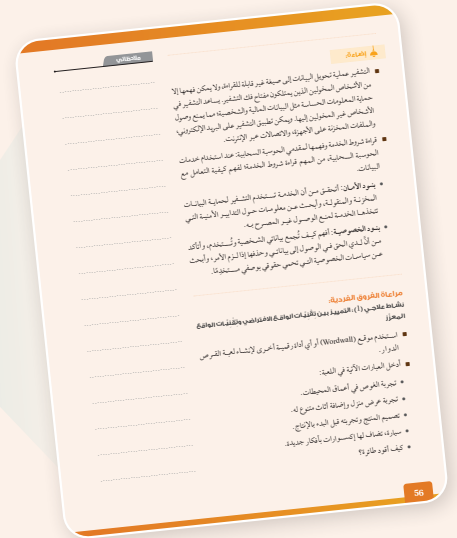 ملاحظاتي
إضاءة:
التشفير عملية تحويل البيانات إلى صيغة غير قابلة للقراءة، ولا يمكن فهمها إلا
من الأشخاص المخولين الذين يمتلكون مفتاح فك التشفير. يساعد التشفير في
حماية المعلومات الحساسة مثل البيانات المالية والشخصية؛ مما يمنع وصول
الأشخاص غير المخولين إليها. ويمكن تطبيق التشفير على البريد الإلكتروني،
والملفات المخزنة على الأجهزة، والاتصالات عبر الإنترنت.
قراءة شروط الخدمة وفهمها لمقدمي الحوسبة السحابية: عند استخدام خدمات
الحوسبة السحابية، من المهم قراءة شروط الخدمة؛ لفهم كيفية التعامل مع
البيانات.
بنود الأمان: أتحقق من أن الخدمة تستخدم التشفير لحماية البيانات
المخزنة والمنقولة، وأبحث عن معلومات حول التدابير الأمنية التي
تتخذها الخدمة لمنع الوصول غير المصرح به.
بنود الخصوصية: أفهم كيف تُجمع بياناتي الشخصية وتُستخدم، وأتأكد
من أنّ لدي الحق في الوصول إلى بياناتي وحذفها إذا لزم الأمر، وأبحث
عن سياسات الخصوصية التي تحمي حقوقي بوصفي مستخدمًا.
مراعاة الفروق الفردية:
نشاط علاجي (1): التمييز بين تقنيات الواقع الافتراضي وتقنيات الواقع
المعزز
استخدم موقع (Wordwall) أو أي أداة رقمية أخرى لإنشاء لعبة القرص
الدوار.
أدخل العبارات الآتية في اللعبة:
تجربة الغوص في أعماق المحيطات.
تجربة عرض منزل وإضافة أثاث متنوع له.
تصميم المنتج وتجربته قبل البدء بالإنتاج.
سيارة، تضاف لها إكسسوارات بأفكار جديدة.
كيف أقود طائرة؟
56